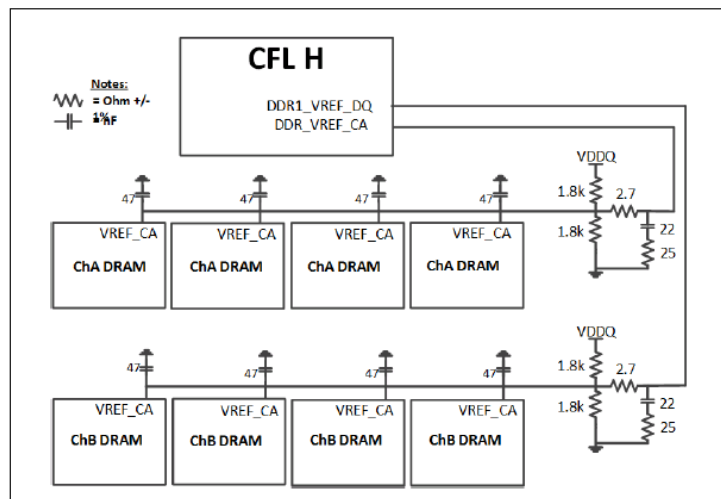 CFL H
Notes:
= Ohm +/-
1%
= nF
DDR1_VREF_DQ
DDR_VREF_CA
VDDQ
47 47 47 47
1.8k 2.7
VREF_CA VREF_CA VREF_CA VREF_CA
1.8k 22
ChA DRAM ChA DRAM ChA DRAM ChA DRAM
25
VDDQ
47 47 47 47
1.8k 2.7
VREF_CA VREF_CA VREF_CA VREF_CA
1.8k 22
ChB DRAM ChB DRAM ChB DRAM ChB DRAM
25